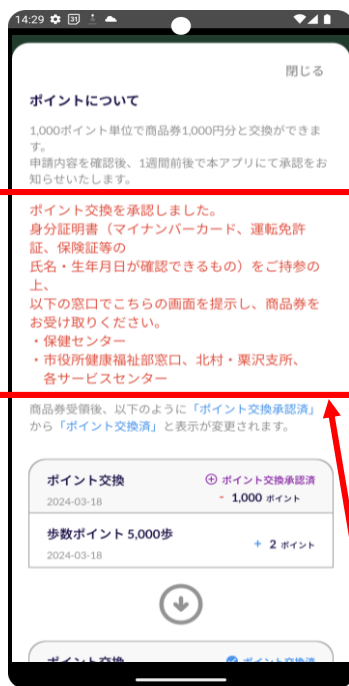 14:29
31
閉じる
ポイントについて
1,000ポイント単位で商品券1,000円分と交換ができま
す。
申請内容を確認後、1週間前後で本アプリにて承認をお
知らせいたします。
ポイント交換を承認しました。
身分証明書（マイナンバーカード、運転免許
証、保険証等の
氏名・生年月日が確認できるもの）をご持参の
上、
以下の窓口でこちらの画面を提示し、商品券を
お受け取りください。
・保健センター
・市役所健康福祉部窓口、北村・栗沢支所、
各サービスセンター
商品券受領後、以下のように「ポイント交換承認済」
から「ポイント交換済」と表示が変更されます。
ポイント交換 ポイント交換承認済
2024-03-18 - 1,000 ポイント
歩数ポイント 5,000歩
2024-03-18 + 2 ポイント
ポイント交換 ポイント交換済